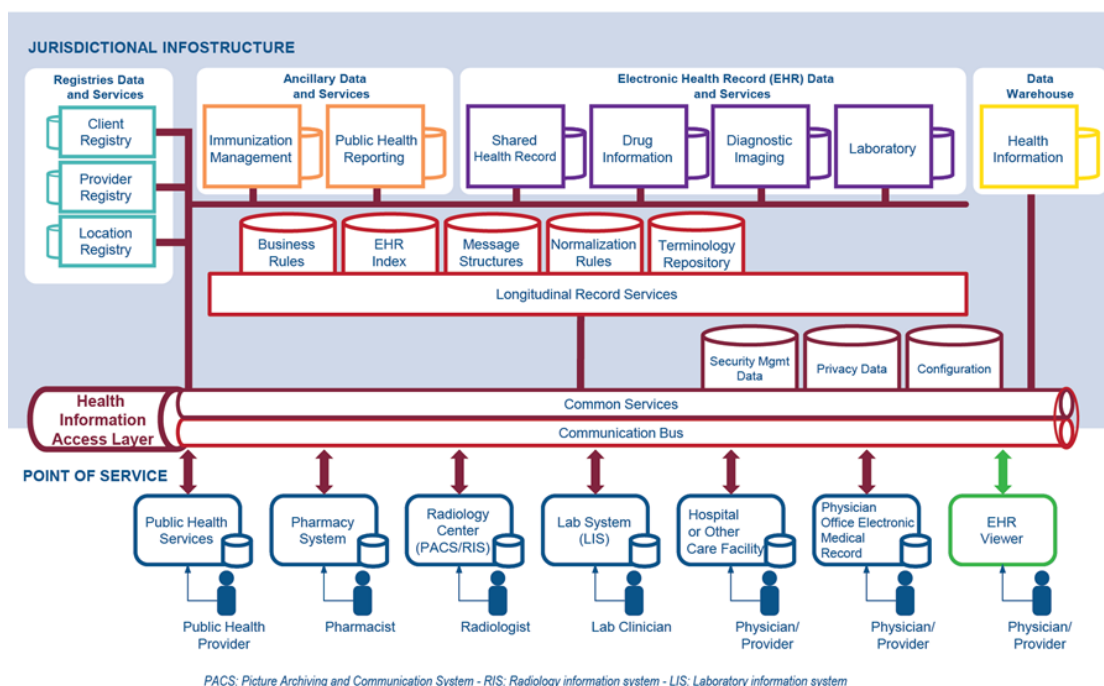 JURISDICTIONAL INFOSTRUCTURE
Registries Data
and Services
Client
Registry
Provider
Registry
Location
Registry
Ancillary Data
and Services
Immunization
Management
Public Health
Reporting
Electronic Health Record (EHR) Data
and Services
Shared
Health Record
Drug
Information
Diagnostic
Imaging
Laboratory
Data
Warehouse
Health
Information
Business
Rules
EHR
Index
Message
Structures
Normalization
Rules
Terminology
Repository
Longitudinal Record Services
Security Mgmt
Data
Privacy Data
Configuration
Health
Information
Access Layer
Common Services
Communication Bus
POINT OF SERVICE
Public Health
Services
Pharmacy
System
Radiology
Center
(PACS/RIS)
Lab System
(LIS)
Hospital
or Other
Care Facility
Physician
Office Electronic
Medical
Record
EHR
Viewer
Public Health
Provider
Pharmacist
Radiologist
Lab Clinician
Physician/
Provider
Physician/
Provider
Physician/
Provider
PACS: Picture Archiving and Communication System - RIS: Radiology information system - LIS: Laboratory information system